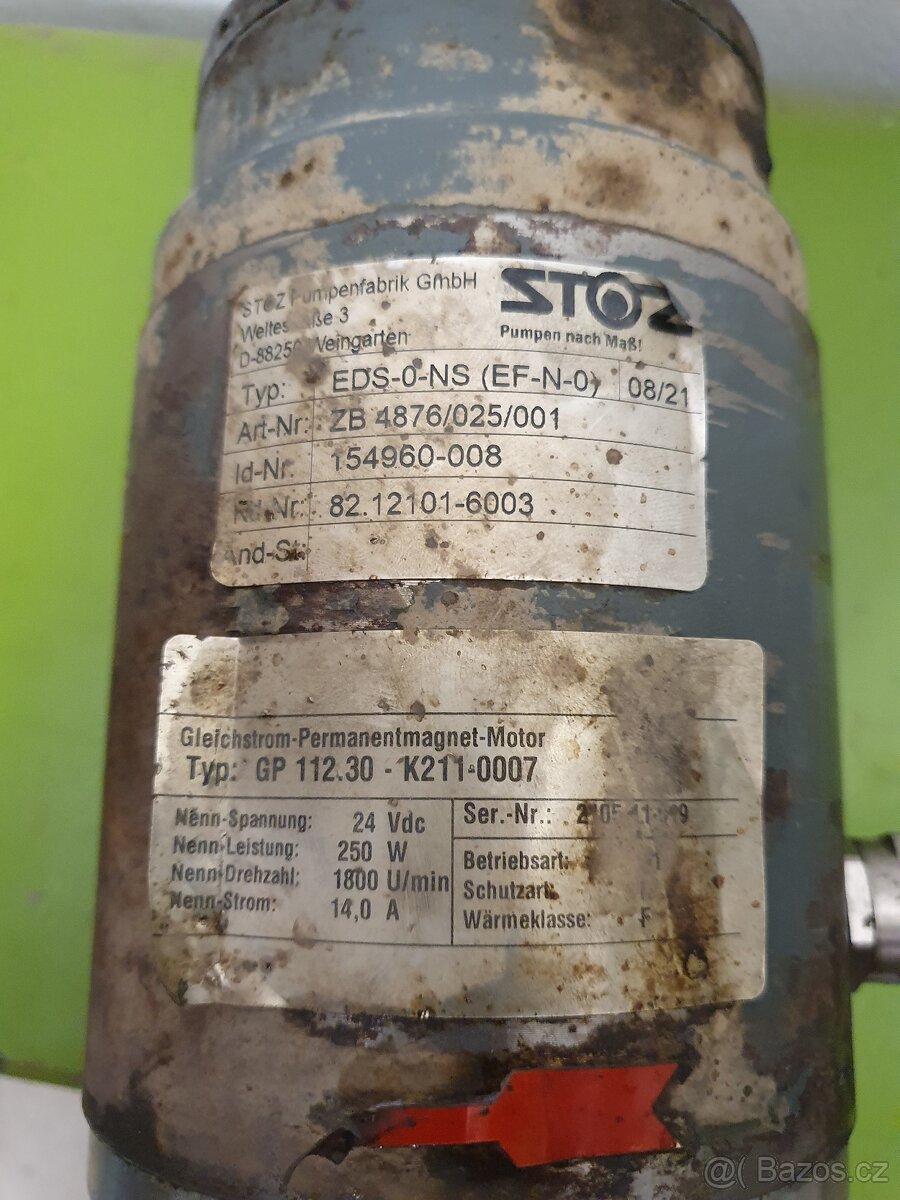 STOZ Pumpenfabrik GmbH
3
D-88250 Weingarten
STOZ
Pumpen nach Maß!
Typ: EDS-0-NS (EF-N-0) 08/21
Art-Nr: ZB 4876/025/001
Id-Nr. 154960-008
82.12101-6003
Änd-St:
Gleichstrom-Permanentmagnet-Motor
Typ: GP 112.30 - K211-0007
Nenn-Spannung: 24 Vdc
Nenn-Leistung: 250 W
Nenn-Drehzahl: 1800 U/min
Nenn-Strom: 14,0 A
Ser.-Nr.:
Betriebsart:
Schutzart:
Wärmeklasse: F
@( Bazos.cz